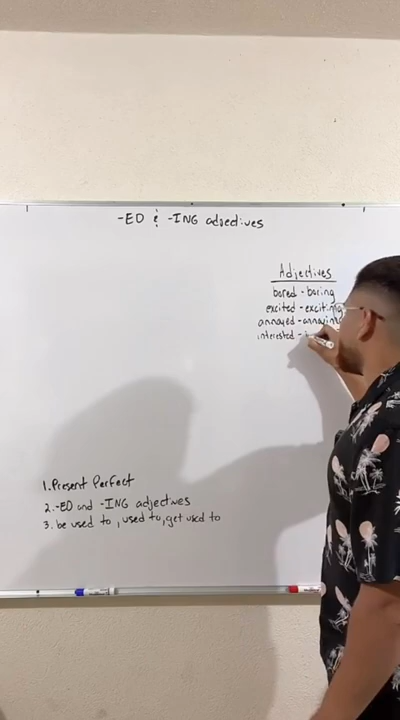 -ED & -ING adjectives
Adjectives
bored - boring
excited - exciting
annoyed - annoying
interested - i
1. Present Perfect
2. -ED and -ING adjectives
3. be used to, used to, get used to